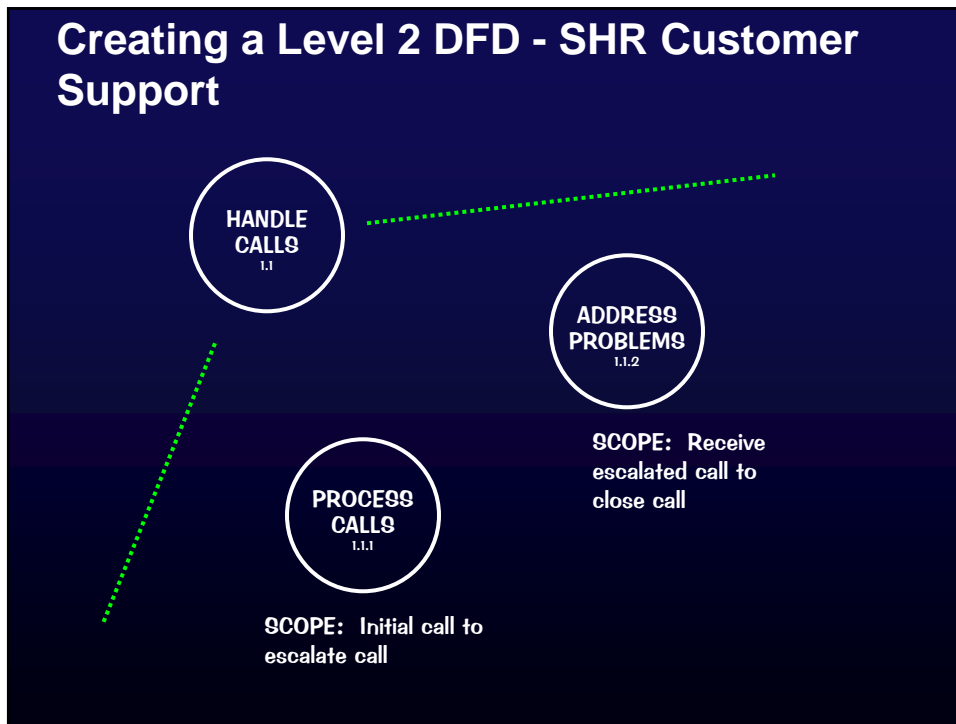 Creating a Level 2 DFD - SHR Customer
Support
HANDLE
CALLS
1.1
ADDRESS
PROBLEMS
1.1.2
SCOPE: Receive
escalated call to
close call
PROCESS
CALLS
1.1.1
SCOPE: Initial call to
escalate call